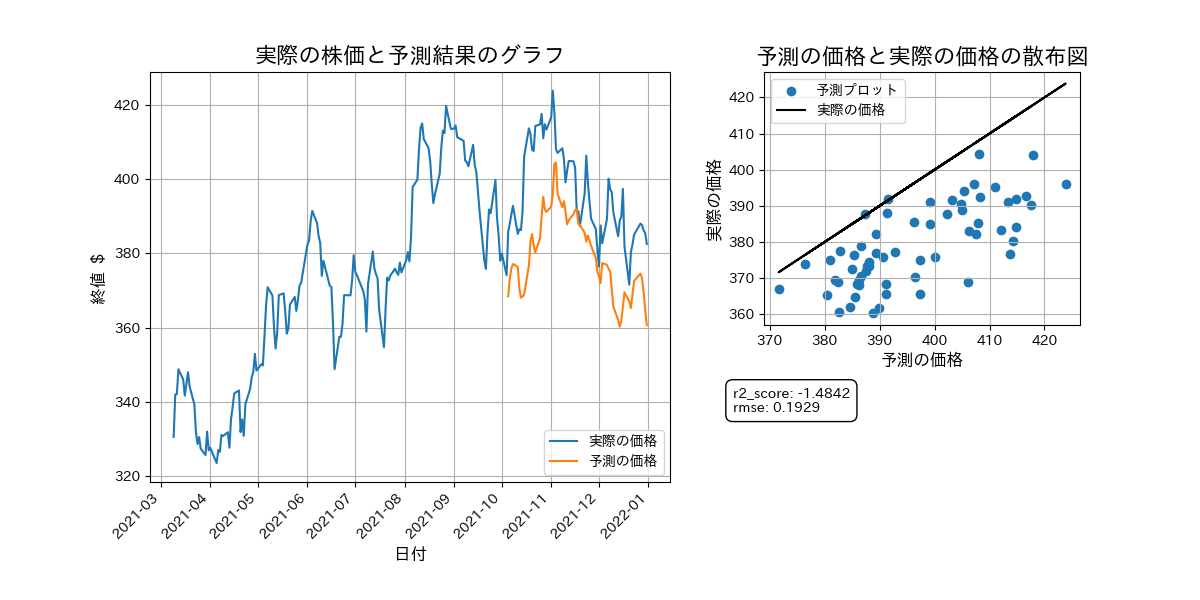 実際の株価と予測結果のグラフ
420
400
380
360
340
320
終値 $
2021-03
2021-04
2021-05
2021-06
2021-07
2021-08
2021-09
2021-10
2021-11
2021-12
2022-01
日付
実際の価格
予測の価格
予測の価格と実際の価格の散布図
予測プロット
実際の価格
420
410
400
390
380
370
360
実際の価格
370
380
390
400
410
420
予測の価格
r2_score: -1.4842
rmse: 0.1929